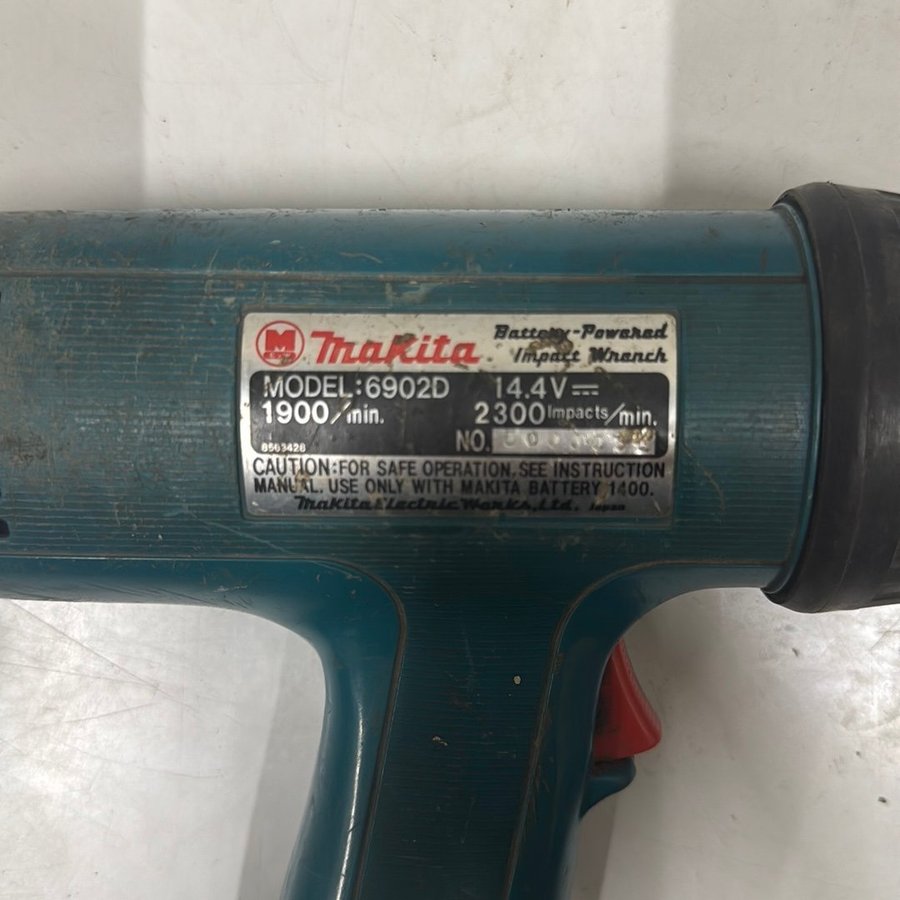 M Makita. Battery-Powered
Impact Wrench
MODEL:6902D 14.4V
1900/min. 2300 Impacts/min.
NO.
CAUTION:FOR SAFE OPERATION.SEE INSTRUCTION
MANUAL. USE ONLY WITH MAKITA BATTERY 1400.
Makita Electric Works,Ltd. Japan